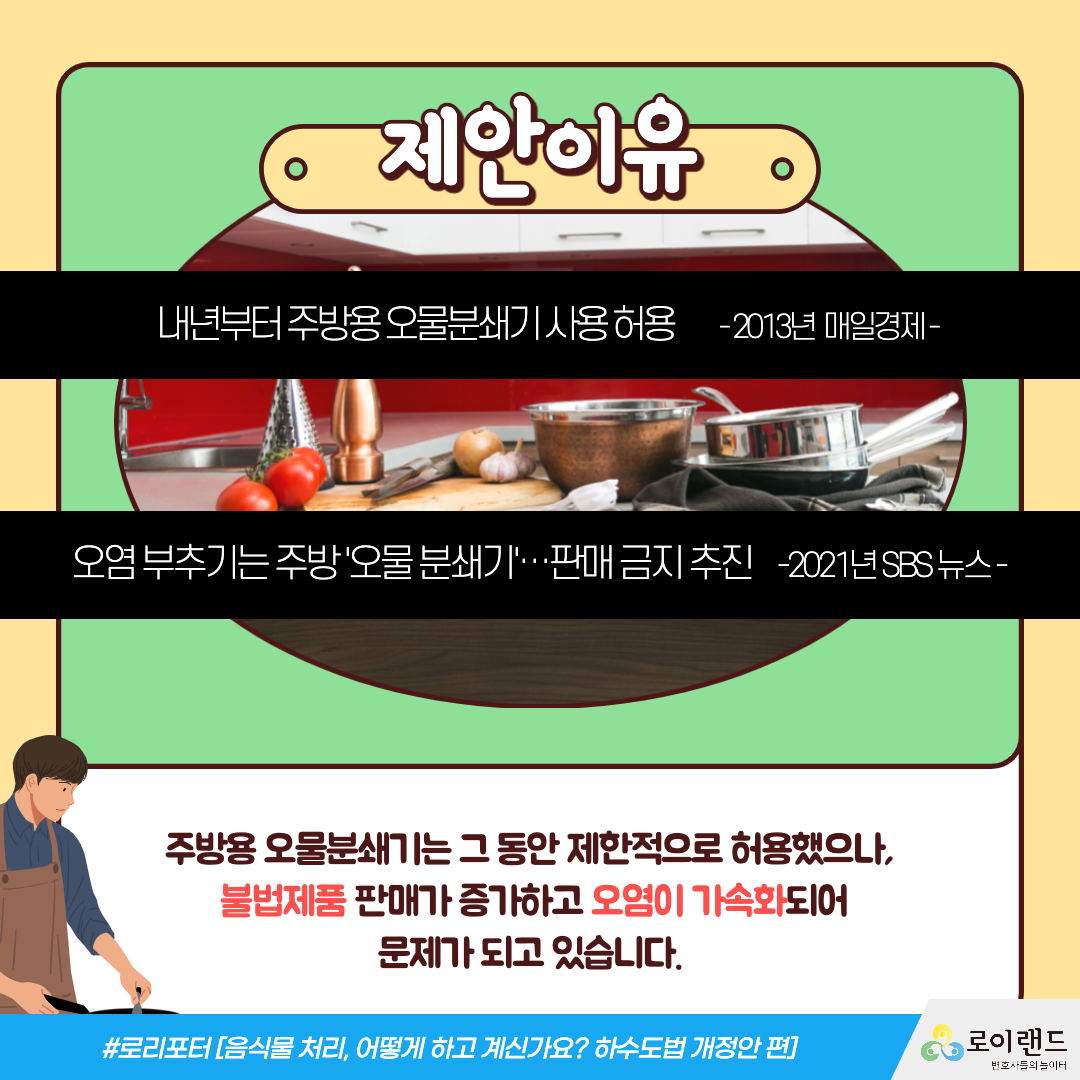 제안이유
내년부터 주방용 오물분쇄기 사용 허용 - 2013년 매일경제 -
오염 부추기는 주방 '오물 분쇄기'…판매 금지 추진 -2021년 SBS 뉴스 -
주방용 오물분쇄기는 그 동안 제한적으로 허용했으나,
불법제품 판매가 증가하고 오염이 가속화되어
문제가 되고 있습니다.
#로리포터 [음식물 처리, 어떻게 하고 계신가요? 하수도법 개정안 편]
로이랜드
변호사들의 놀이터